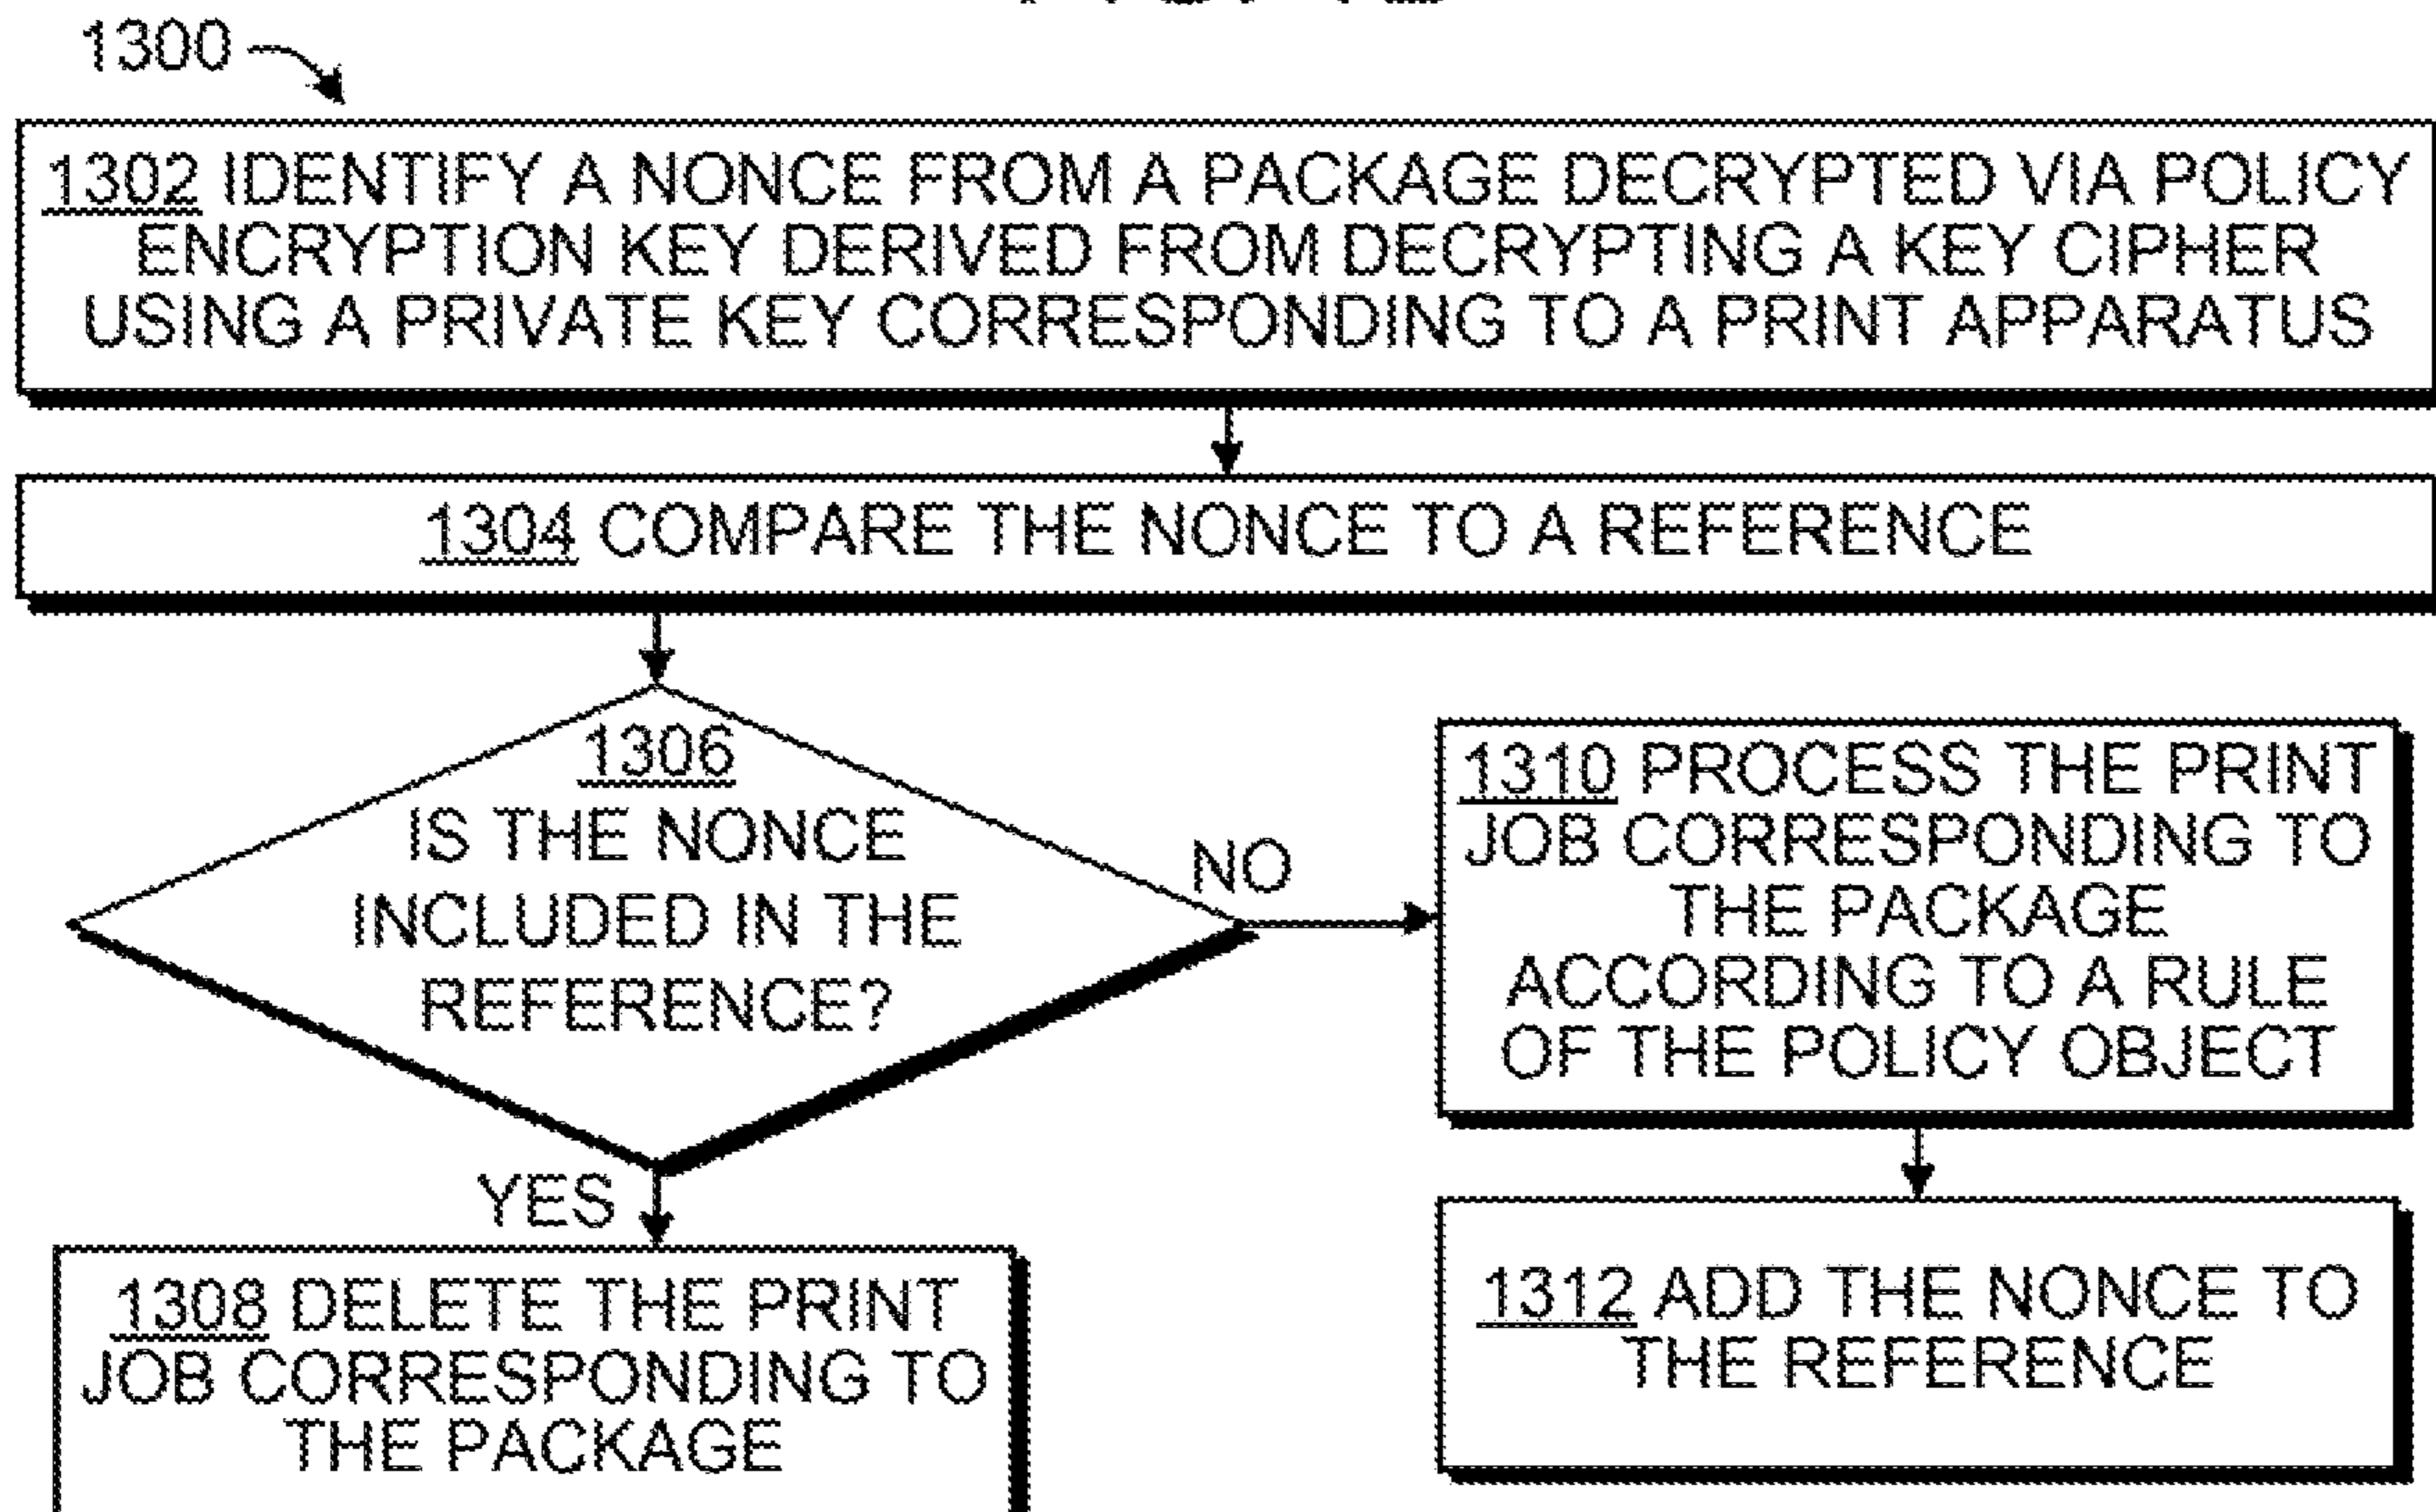 1300
1302 IDENTIFY A NONCE FROM A PACKAGE DECRYPTED VIA POLICY
ENCRYPTION KEY DERIVED FROM DECRYPTING A KEY CIPHER
USING A PRIVATE KEY CORRESPONDING TO A PRINT APPARATUS
1304 COMPARE THE NONCE TO A REFERENCE
1306
IS THE NONCE
INCLUDED IN THE
REFERENCE?
NO
YES
1310 PROCESS THE PRINT
JOB CORRESPONDING TO
THE PACKAGE
ACCORDING TO A RULE
OF THE POLICY OBJECT
1308 DELETE THE PRINT
JOB CORRESPONDING TO
THE PACKAGE
1312 ADD THE NONCE TO
THE REFERENCE